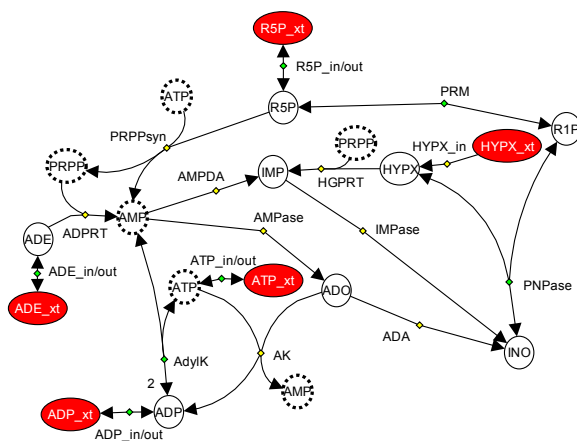 R5P_xt
R5P_in/out
ATP
PRM
R5P
R1P
PRPPsyn
PRPP
HYPX_xt
HYPX_in
PRPP
AMPDA
IMP
HYPX
HGPRT
AMP
ADE
ADPRT
AMPase
IMPase
ADE_in/out
ATP_in/out
ATP_xt
ATP
ADO
PNPase
ADE_xt
ADA
INO
AdylK
AK
2
AMP
ADP_xt
ADP
ADP_in/out